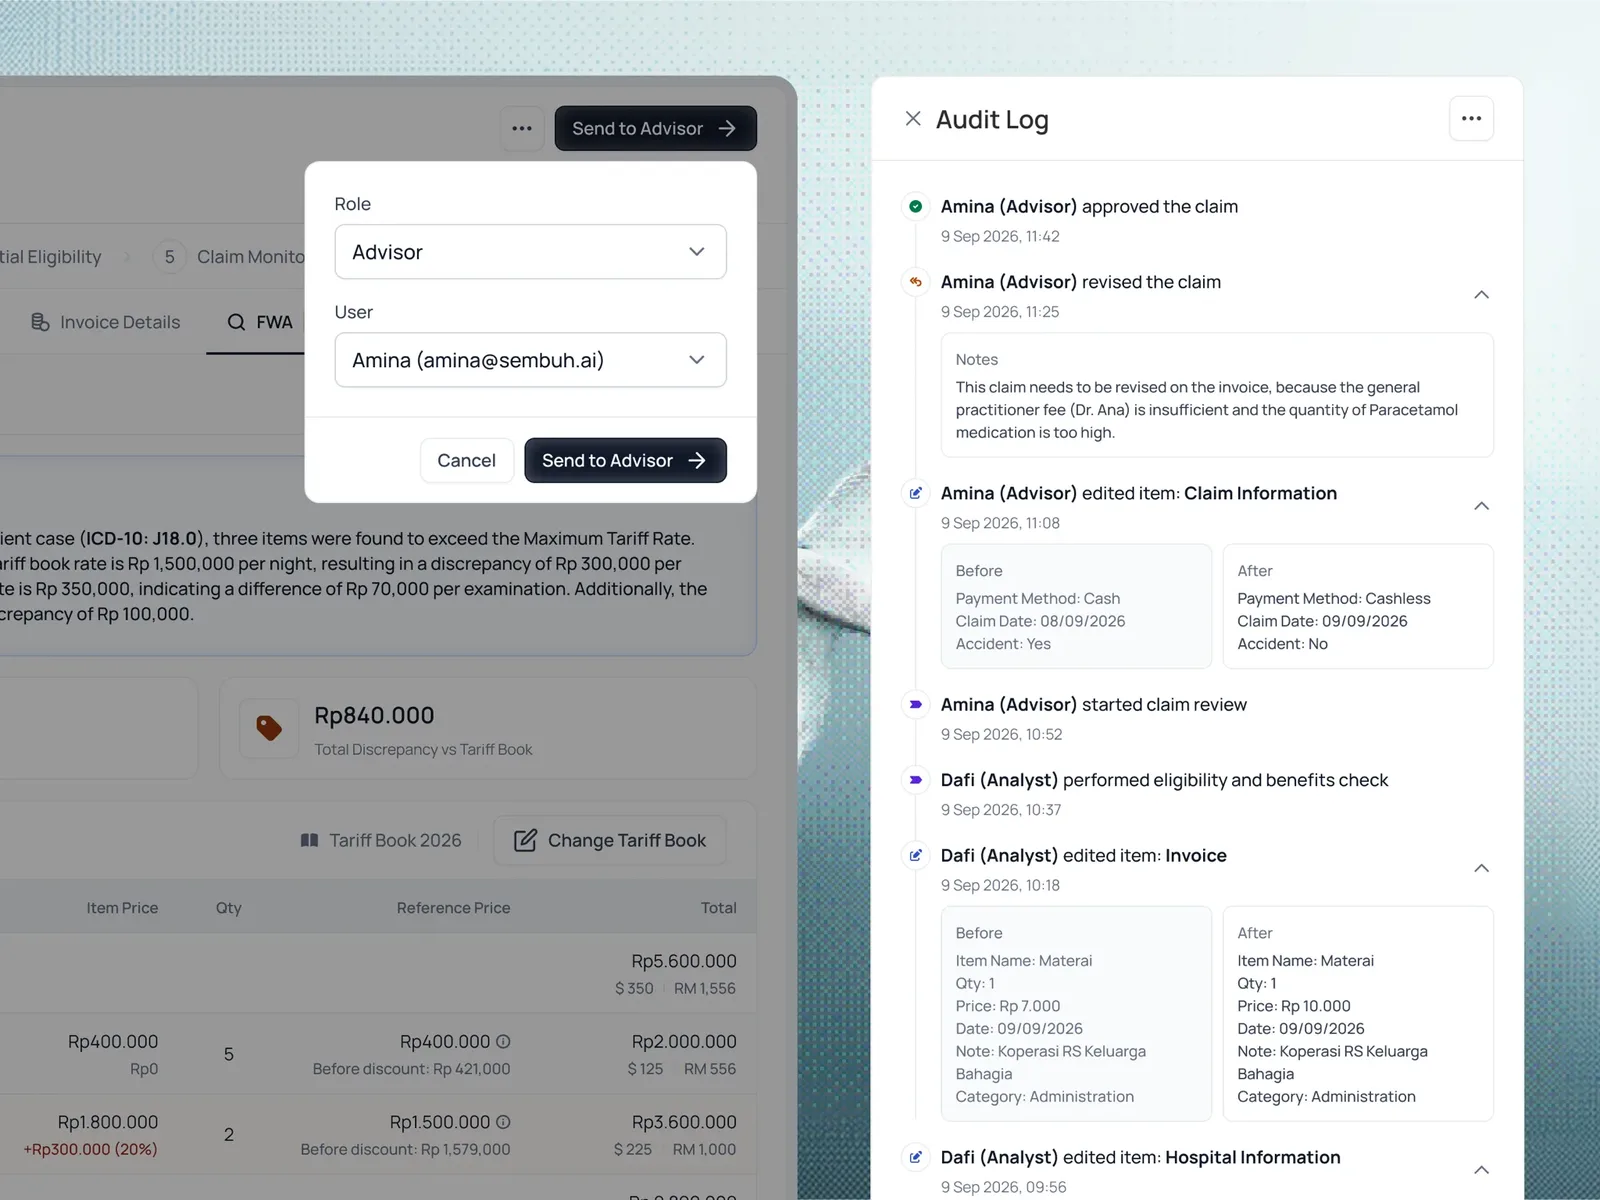 Send to Advisor
Role
Advisor
User
Amina (amina@sembuh.ai)
Cancel
Send to Advisor
tial Eligibility
5
Claim Monito
Invoice Details
FWA
ient case (ICD-10: J18.0), three items were found to exceed the Maximum Tariff Rate.
ariff book rate is Rp 1,500,000 per night, resulting in a discrepancy of Rp 300,000 per
te is Rp 350,000, indicating a difference of Rp 70,000 per examination. Additionally, the
crepancy of Rp 100,000.
Rp840.000
Total Discrepancy vs Tariff Book
Tariff Book 2026
Change Tariff Book
Item Price Qty Reference Price Total
Rp5.600.000
$ 350 RM 1,556
Rp400.000 5 Rp400.000 Rp2.000.000
Rp0 Before discount: Rp 421,000 $ 125 RM 556
Rp1.800.000 2 Rp1.500.000 Rp3.600.000
+Rp300.000 (20%) Before discount: Rp 1,579,000 $ 225 RM 1,000
Audit Log
Amina (Advisor) approved the claim
9 Sep 2026, 11:42
Amina (Advisor) revised the claim
9 Sep 2026, 11:25
Notes
This claim needs to be revised on the invoice, because the general
practitioner fee (Dr. Ana) is insufficient and the quantity of Paracetamol
medication is too high.
Amina (Advisor) edited item: Claim Information
9 Sep 2026, 11:08
Before
Payment Method: Cash
Claim Date: 08/09/2026
Accident: Yes
After
Payment Method: Cashless
Claim Date: 09/09/2026
Accident: No
Amina (Advisor) started claim review
9 Sep 2026, 10:52
Dafi (Analyst) performed eligibility and benefits check
9 Sep 2026, 10:37
Dafi (Analyst) edited item: Invoice
9 Sep 2026, 10:18
Before
Item Name: Materai
Qty: 1
Price: Rp 7.000
Date: 09/09/2026
Note: Koperasi RS Keluarga
Bahagia
Category: Administration
After
Item Name: Materai
Qty: 1
Price: Rp 10.000
Date: 09/09/2026
Note: Koperasi RS Keluarga
Bahagia
Category: Administration
Dafi (Analyst) edited item: Hospital Information
9 Sep 2026, 09:56